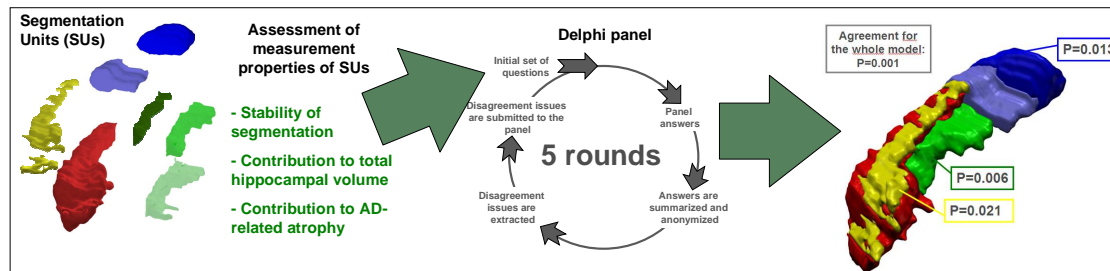 Segmentation
Units (SUs)
Assessment of
measurement
properties of SUs
- Stability of
segmentation
- Contribution to total
hippocampal volume
- Contribution to AD-
related atrophy
Delphi panel
Initial set of
questions
Panel
answers
Answers are
summarized and
anonymized
Disagreement
issues are
extracted
Disagreement issues
are submitted to the
panel
5 rounds
Agreement for
the whole model:
P=0.001
P=0.013
P=0.006
P=0.021